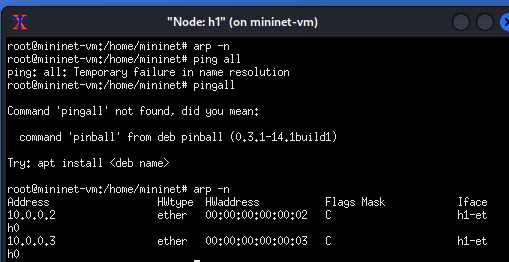 "Node: h1" (on mininet-vm)
root@mininet-vm:/home/mininet# arp -n
root@mininet-vm:/home/mininet# ping all
ping: all: Temporary failure in name resolution
root@mininet-vm:/home/mininet# pingall
Command 'pingall' not found, did you mean:
command 'pinball' from deb pinball (0.3.1-14.1build1)
Try: apt install <deb name>
root@mininet-vm:/home/mininet# arp -n
Address HWtype HWaddress Flags Mask Iface
10.0.0.2 ether 00:00:00:00:00:02 C h1-et
h0
10.0.0.3 ether 00:00:00:00:00:03 C h1-et
h0